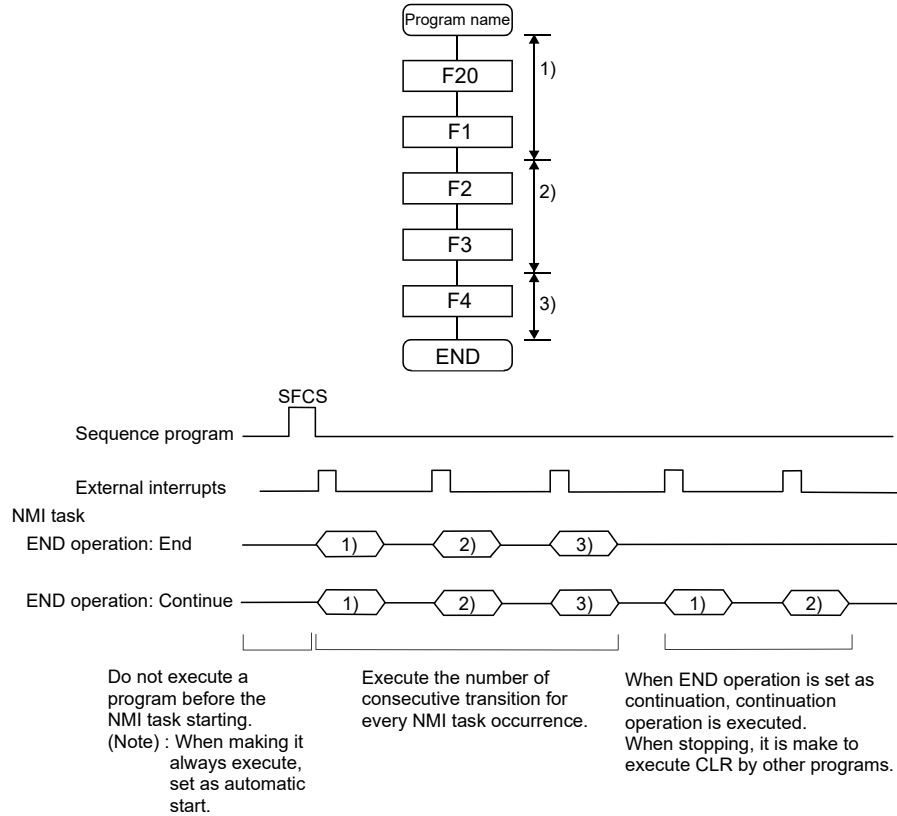 Program name
F20
1)
F1
F2
2)
F3
F4
3)
END
SFCS
Sequence program
External interrupts
NMI task
END operation: End
1)
2)
3)
END operation: Continue
1)
2)
3)
1)
2)
Do not execute a
program before the
NMI task starting.
(Note) : When making it
always execute,
set as automatic
start.
Execute the number of
consecutive transition for
every NMI task occurrence.
When END operation is set as
continuation, continuation
operation is executed.
When stopping, it is make to
execute CLR by other programs.